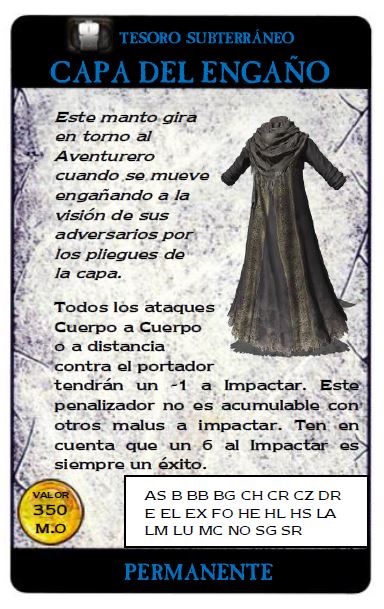 TESORO SUBTERRÁNEO
CAPA DEL ENGAÑO
Este manto gira
en torno al
Aventurero
cuando se mueve
engañando a la
visión de sus
adversarios por
los pliegues de
la capa.
Todos los ataques
Cuerpo a Cuerpo
o a distancia
contra el portador
tendrán un -1 a Impactar. Este
penalizador no es acumulable con
otros malus a impactar. Ten en
cuenta que un 6 al Impactar es
siempre un éxito.
VALOR
350
M.O
AS B BB BG CH CR CZ DR
E EL EX FO HE HL HS LA
LM LU MC NO SG SR
PERMANENTE